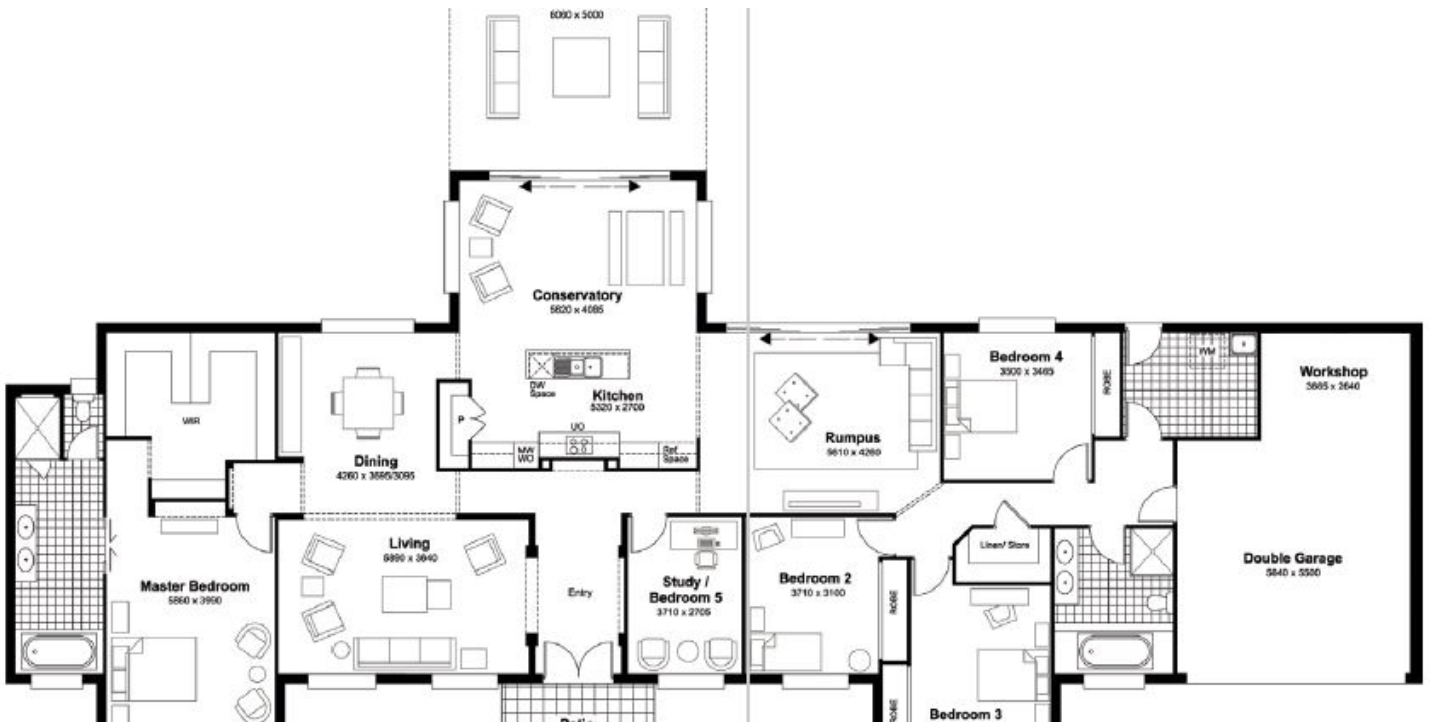 6060 x 5000
Conservatory
5620 x 4085
DW
Space
Kitchen
5320 x 2700
UO
P
MW
WO
Ref
Space
WIR
Dining
4260 x 3695/3095
Rumpus
5610 x 4260
Bedroom 4
3500 x 3465
ROBE
WM
Workshop
3665 x 2640
Living
5890 x 3640
Master Bedroom
5860 x 3990
Entry
Study /
Bedroom 5
3710 x 2705
Bedroom 2
3710 x 3100
ROBE
Linen/ Store
Double Garage
5840 x 5500
ROBE
Bedroom 3
Patio